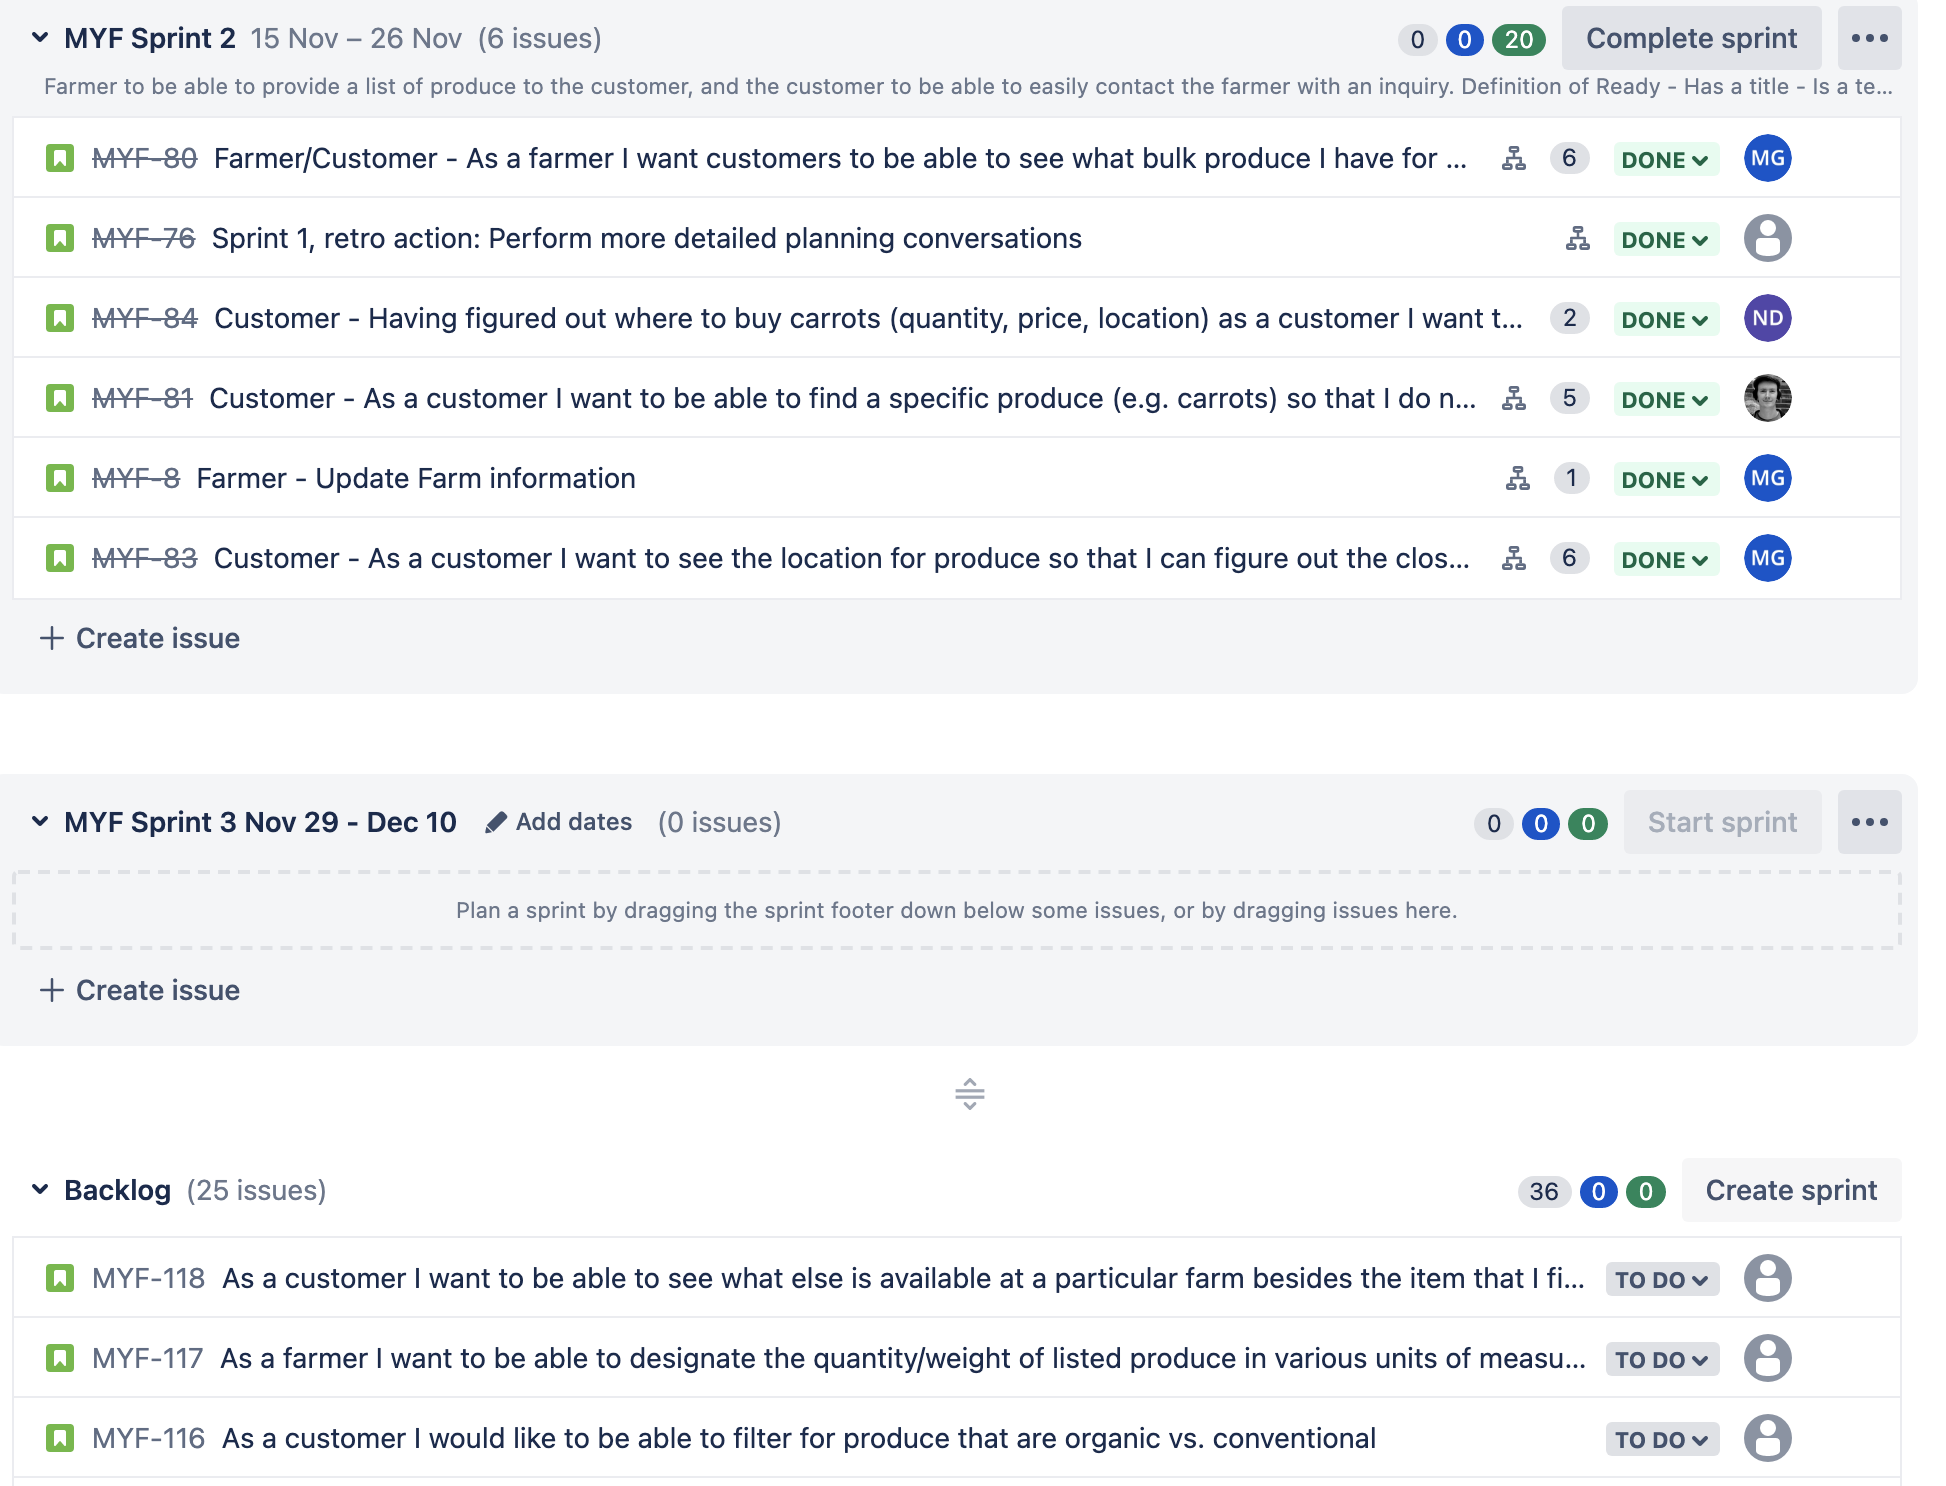 MYF Sprint 2 15 Nov – 26 Nov (6 issues) 0 0 20 Complete sprint
Farmer to be able to provide a list of produce to the customer, and the customer to be able to easily contact the farmer with an inquiry. Definition of Ready - Has a title - Is a te...
MYF-80 Farmer/Customer - As a farmer I want customers to be able to see what bulk produce I have for ... 6 DONE MG
MYF-76 Sprint 1, retro action: Perform more detailed planning conversations DONE
MYF-84 Customer - Having figured out where to buy carrots (quantity, price, location) as a customer I want t... 2 DONE ND
MYF-81 Customer - As a customer I want to be able to find a specific produce (e.g. carrots) so that I do n... 5 DONE
MYF-8 Farmer - Update Farm information 1 DONE MG
MYF-83 Customer - As a customer I want to see the location for produce so that I can figure out the clos... 6 DONE MG
+ Create issue
MYF Sprint 3 Nov 29 - Dec 10 Add dates (0 issues) 0 0 0 Start sprint
Plan a sprint by dragging the sprint footer down below some issues, or by dragging issues here.
+ Create issue
Backlog (25 issues) 36 0 0 Create sprint
MYF-118 As a customer I want to be able to see what else is available at a particular farm besides the item that I fi... TO DO
MYF-117 As a farmer I want to be able to designate the quantity/weight of listed produce in various units of measu... TO DO
MYF-116 As a customer I would like to be able to filter for produce that are organic vs. conventional TO DO